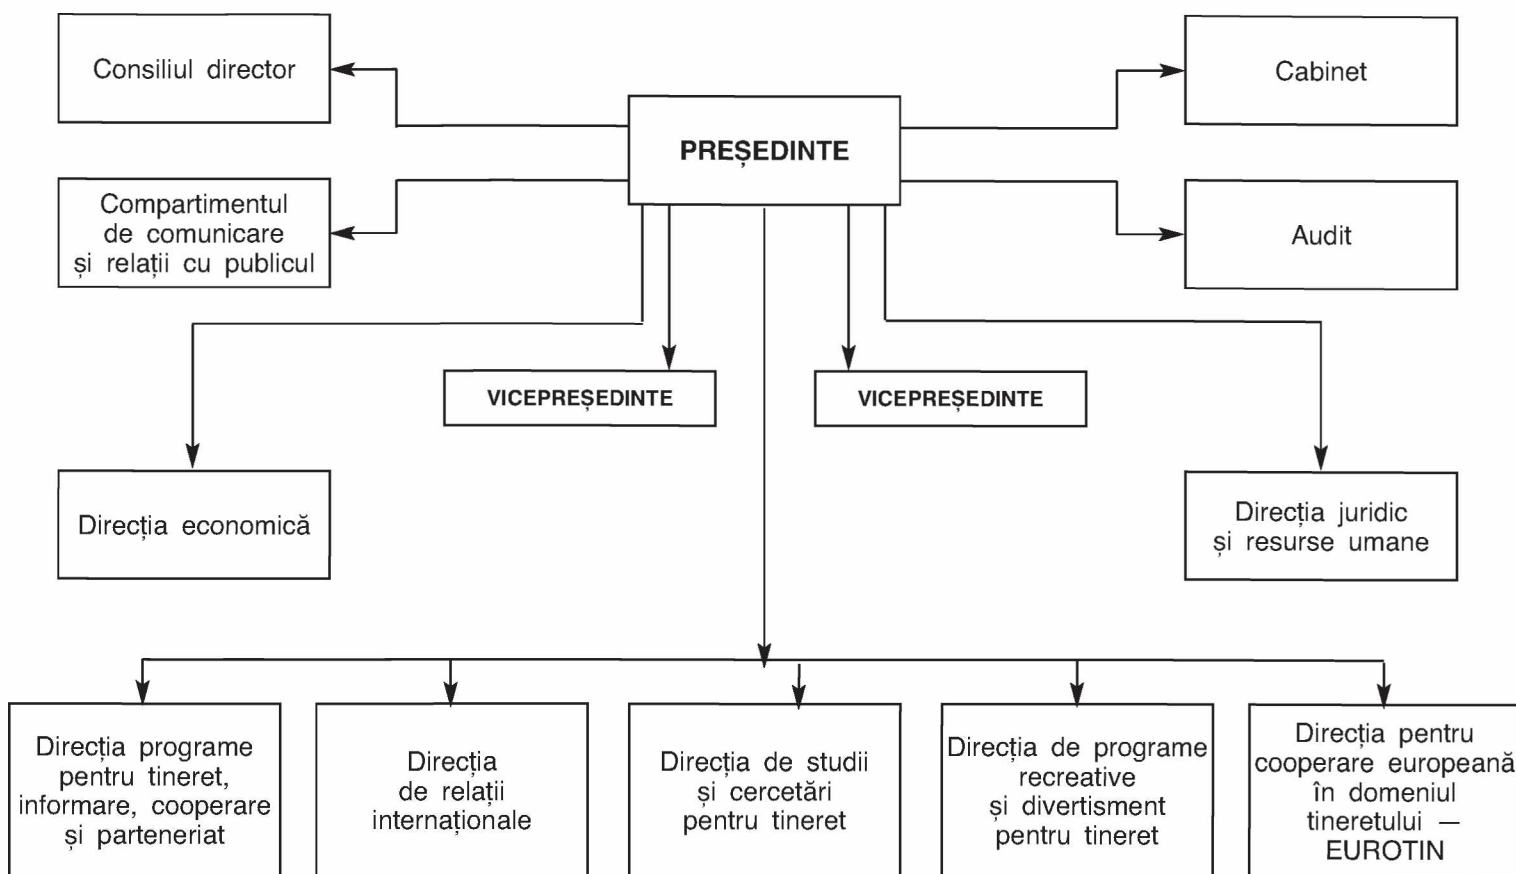 Consiliul director
Cabinet
PREȘEDINTE
Compartimentul
de comunicare
și relații cu publicul
Audit
VICEPREȘEDINTE
VICEPREȘEDINTE
Direcția economică
Direcția juridic
și resurse umane
Direcția programe
pentru tineret,
informare, cooperare
și parteneriat
Direcția
de relații
internaționale
Direcția de studii
și cercetări
pentru tineret
Direcția de programe
recreative
și divertisment
pentru tineret
Direcția pentru
cooperare europeană
în domeniul
tineretului —
EUROTIN